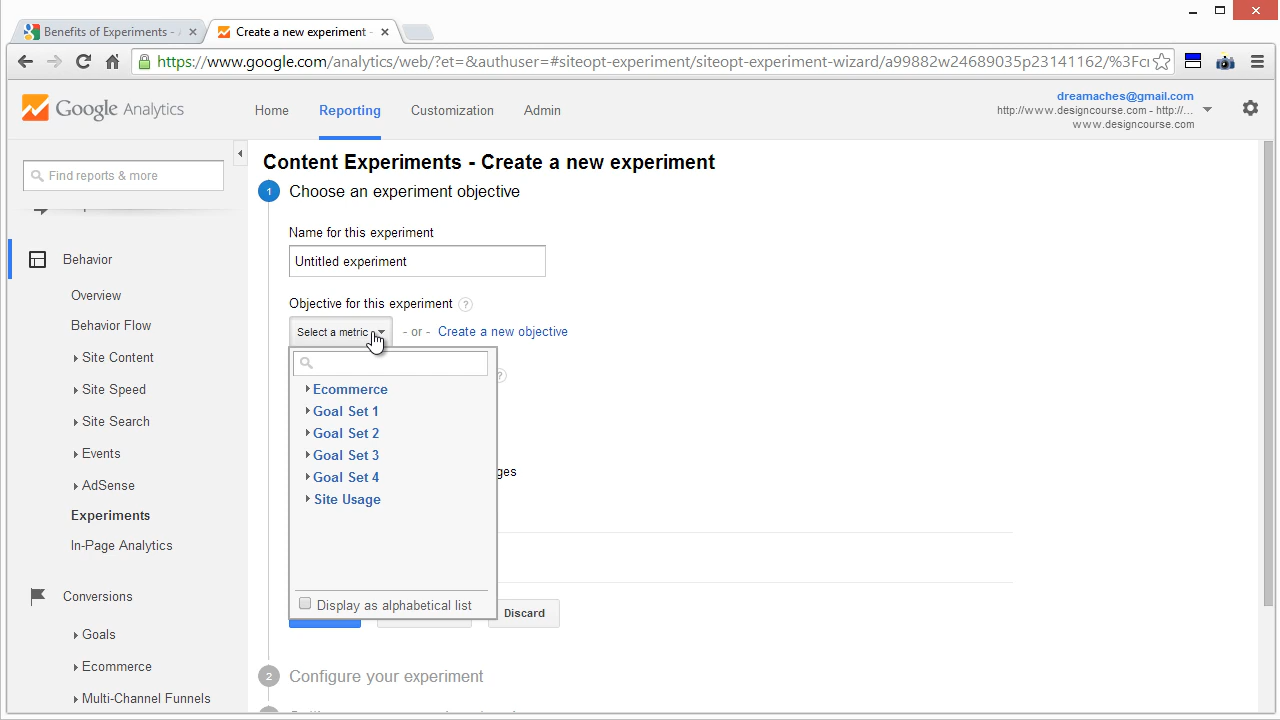 Benefits of Experiments -
Create a new experiment -
https://www.google.com/analytics/web/?et=&authuser=#siteopt-experiment/siteopt-experiment-wizard/a99882w24689035p23141162/%3Fcu
Google Analytics
Home
Reporting
Customization
Admin
dreamaches@gmail.com
http://www.designcourse.com - http://...
www.designcourse.com
Find reports & more
Behavior
Overview
Behavior Flow
Site Content
Site Speed
Site Search
Events
AdSense
Experiments
In-Page Analytics
Conversions
Goals
Ecommerce
Multi-Channel Funnels
Content Experiments - Create a new experiment
1 Choose an experiment objective
Name for this experiment
Untitled experiment
Objective for this experiment ?
Select a metric - or - Create a new objective
?
Ecommerce
Goal Set 1
Goal Set 2
Goal Set 3
Goal Set 4
Site Usage
Display as alphabetical list
Discard
2 Configure your experiment